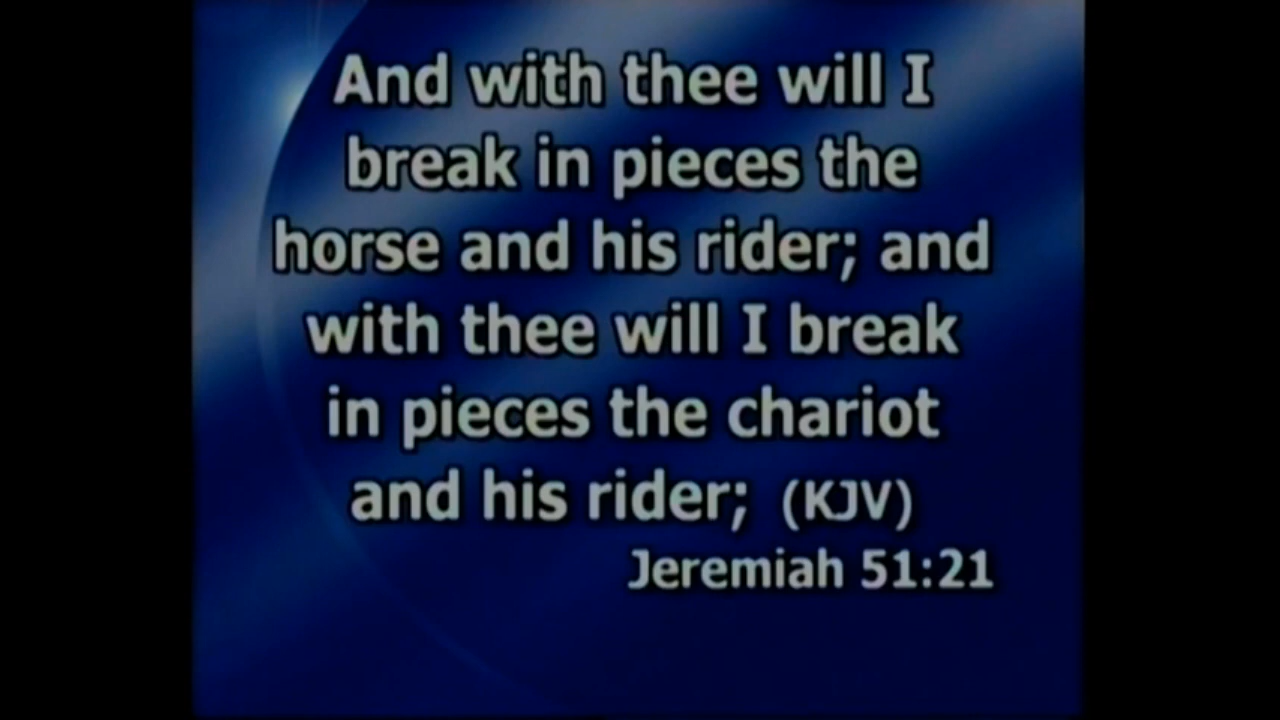 And with thee will I
break in pieces the
horse and his rider; and
with thee will I break
in pieces the chariot
and his rider; (KJV)
Jeremiah 51:21